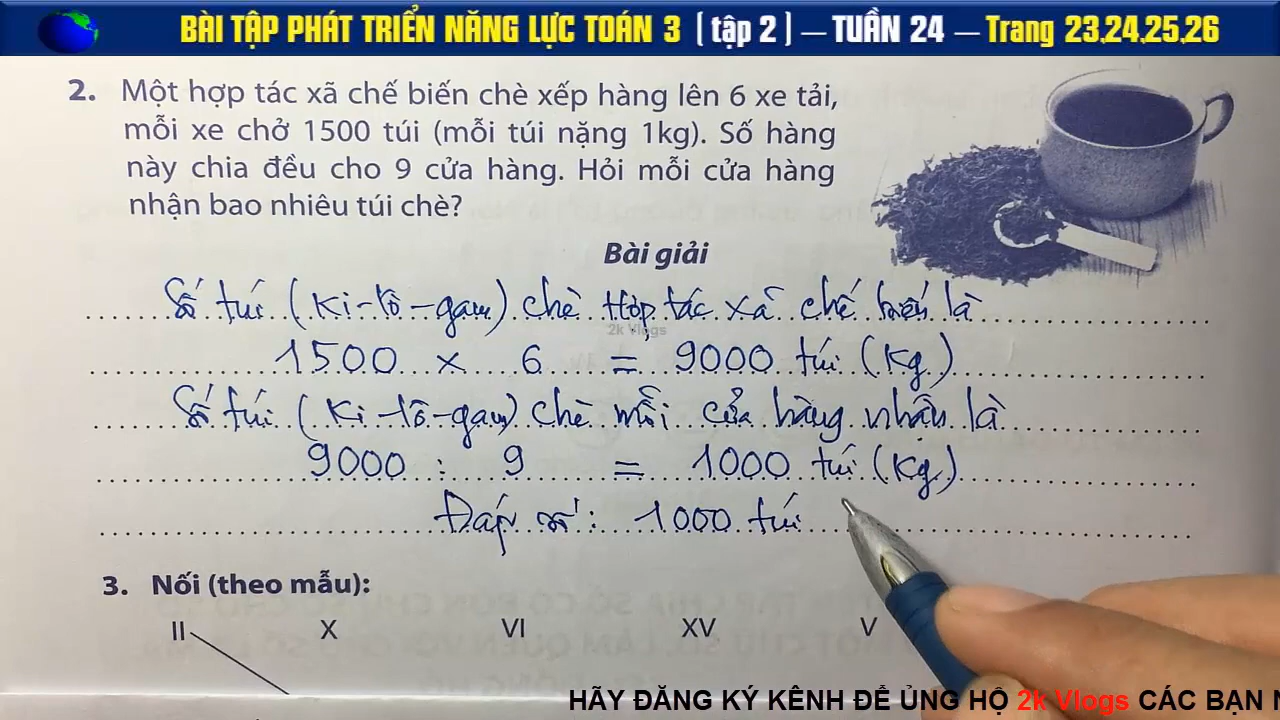 BÀI TẬP PHÁT TRIỂN NĂNG LỰC TOÁN 3 ( tập 2 ) – TUẦN 24 – Trang 23,24,25,26
2. Một hợp tác xã chế biến chè xếp hàng lên 6 xe tải,
mỗi xe chở 1500 túi (mỗi túi nặng 1kg). Số hàng
này chia đều cho 9 cửa hàng. Hỏi mỗi cửa hàng
nhận bao nhiêu túi chè?
Bài giải
Số túi (Ki-lô-gam) chè Hợp tác xã chế biến là
2k Vlogs
1500 x 6 = 9000 túi (Kg)
Số túi (Ki-lô-gam) chè mỗi cửa hàng nhận là
9000 : 9 = 1000 túi (Kg)
Đáp số: 1000 túi
3. Nối (theo mẫu):
II X VI XV V
HÃY ĐĂNG KÝ KÊNH ĐỂ ỦNG HỘ 2k Vlogs CÁC BẠN